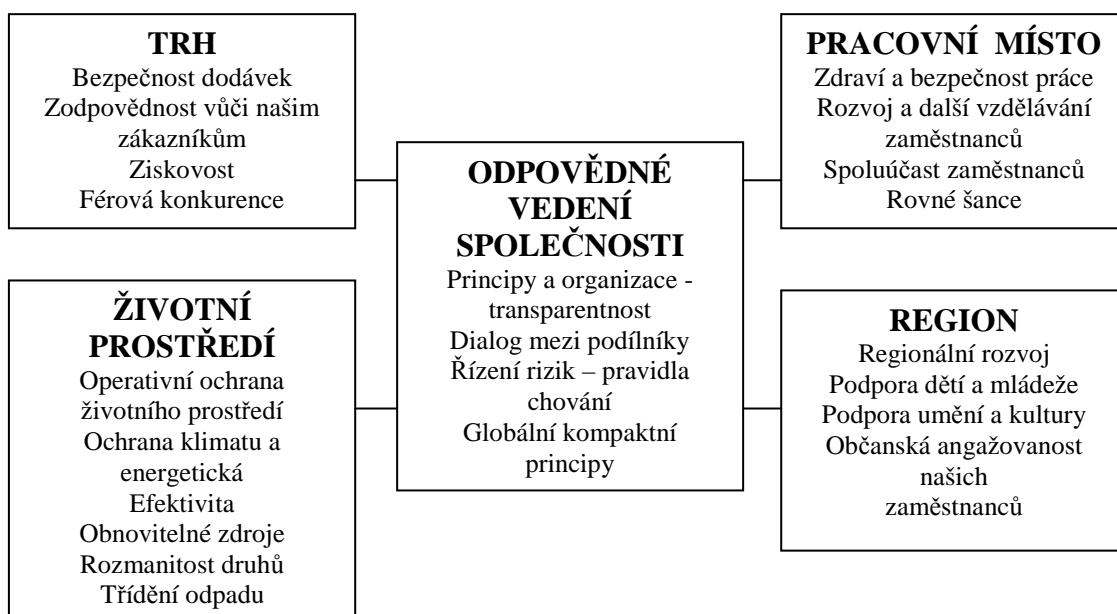 TRH
Bezpečnost dodávek
Zodpovědnost vůči našim
zákazníkům
Ziskovost
Férová konkurence
PRACOVNÍ MÍSTO
Zdraví a bezpečnost práce
Rozvoj a další vzdělávání
zaměstnanců
Spoluúčast zaměstnanců
Rovné šance
ODPOVĚDNÉ
VEDENÍ
SPOLEČNOSTI
Principy a organizace -
transparentnost
Dialog mezi podílníky
Řízení rizik – pravidla
chování
Globální kompaktní
principy
ŽIVOTNÍ
PROSTŘEDÍ
Operativní ochrana
životního prostředí
Ochrana klimatu a
energetická
Efektivita
Obnovitelné zdroje
Rozmanitost druhů
Třídění odpadu
REGION
Regionální rozvoj
Podpora dětí a mládeže
Podpora umění a kultury
Občanská angažovanost
našich
zaměstnanců